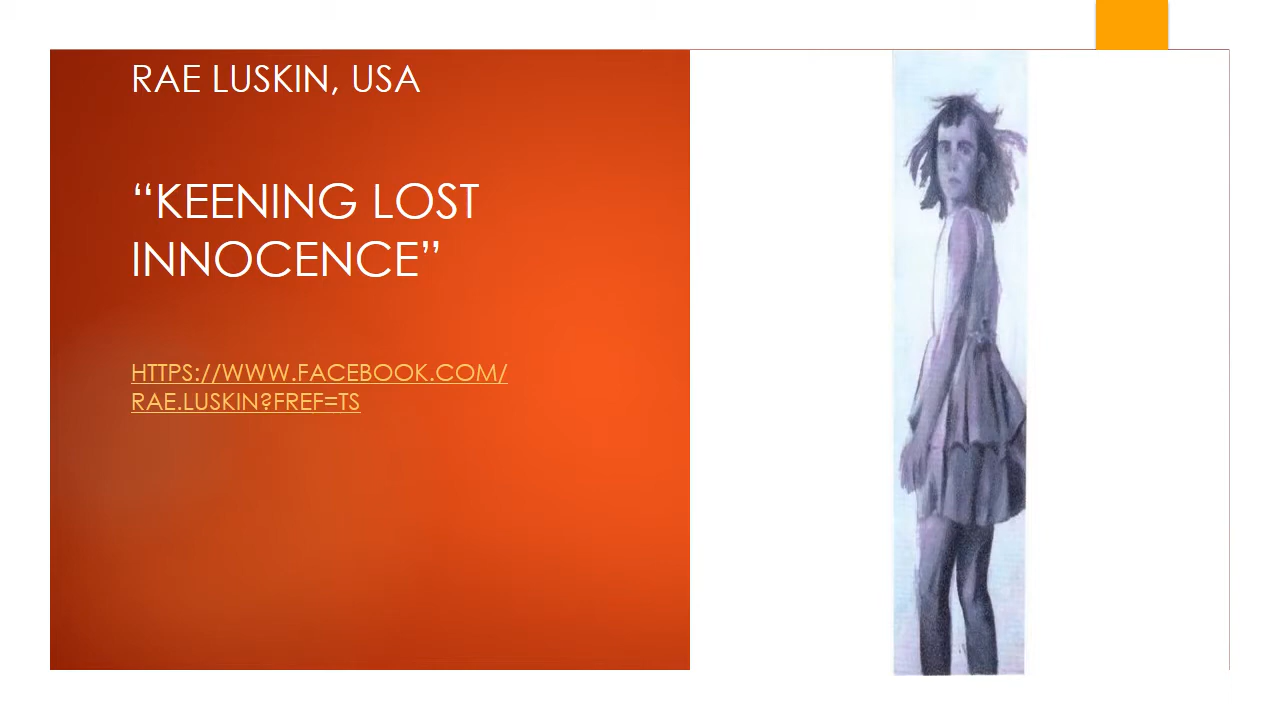 RAE LUSKIN, USA
“KEENING LOST
INNOCENCE”
HTTPS://WWW.FACEBOOK.COM/
RAE.LUSKIN?FREF=TS